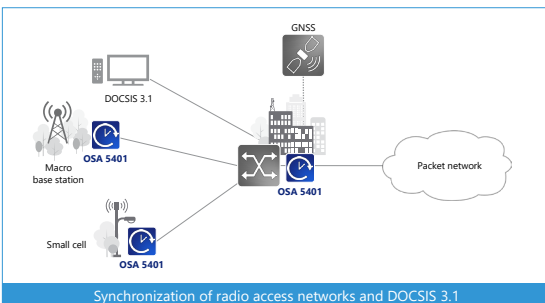 GNSS
DOCSIS 3.1
OSA 5401
Macro
base station
OSA 5401
Packet network
Small cell
OSA 5401
Synchronization of radio access networks and DOCSIS 3.1